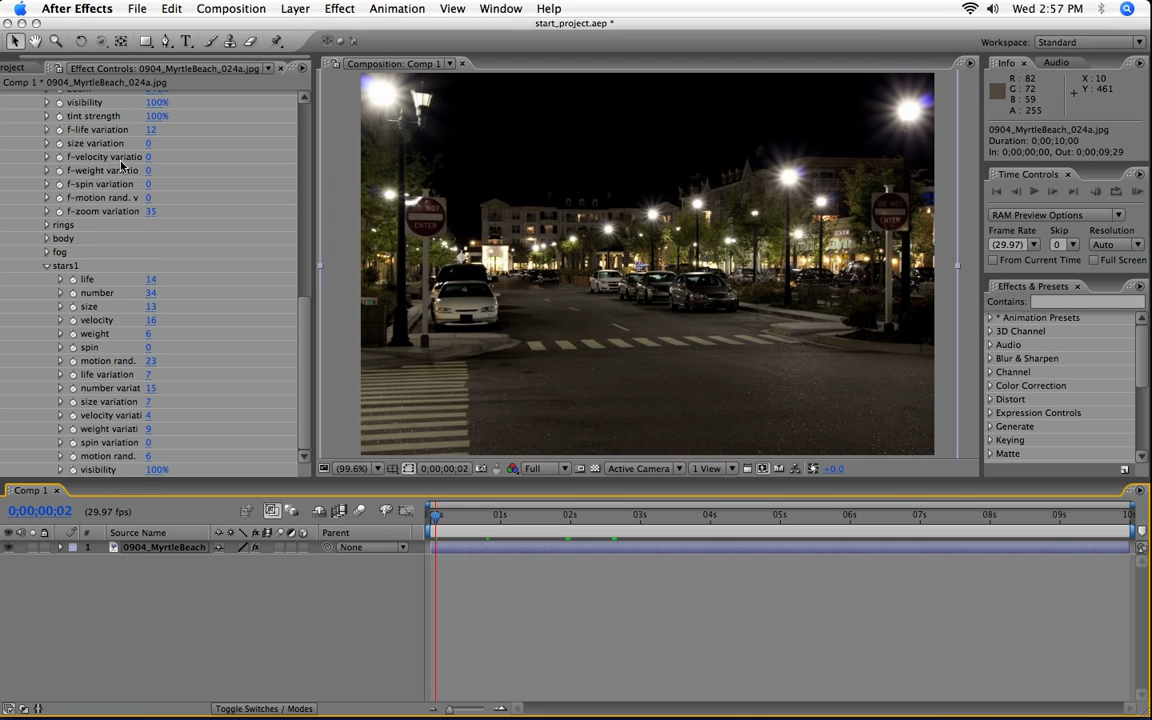 After Effects File Edit Composition Layer Effect Animation View Window Help Wed 2:57 PM
start_project.aep *
Workspace: Standard
roject Effect Controls: 0904_MyrtleBeach_024a.jpg
Comp 1 * 0904_MyrtleBeach_024a.jpg
visibility 100%
tint strength 100%
f-life variation 12
size variation 0
f-velocity variatio 0
f-weight variatio 0
f-spin variation 0
f-motion rand. v 0
f-zoom variation 35
rings
body
fog
stars1
life 14
number 34
size 13
velocity 16
weight 6
spin 0
motion rand. 23
life variation 7
number variat 15
size variation 7
velocity variati 4
weight variati 9
spin variation 0
motion rand. 6
visibility 100%
Composition: Comp 1
DO NOT
ENTER
DO NOT
ENTER
(99.6%) 0;00;00;02 Full Active Camera 1 View +0.0
Info Audio
R : 82
G : 72
B : 59
A : 255
X : 10
Y : 461
0904_MyrtleBeach_024a.jpg
Duration: 0;00;10;00
In: 0;00;00;00, Out: 0;00;09;29
Time Controls
RAM Preview Options
Frame Rate Skip Resolution
(29.97) 0 Auto
From Current Time Full Screen
Effects & Presets
Contains:
* Animation Presets
3D Channel
Audio
Blur & Sharpen
Channel
Color Correction
Distort
Expression Controls
Generate
Keying
Matte
Comp 1
0;00;00;02 (29.97 fps)
# Source Name Parent
1 0904_MyrtleBeach None
01s 02s 03s 04s 05s 06s 07s 08s 09s 10s
Toggle Switches / Modes